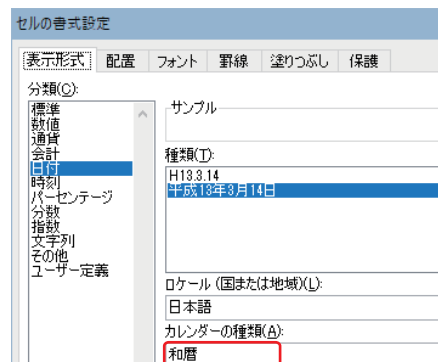 セルの書式設定
表示形式 配置 フォント 罫線 塗りつぶし 保護
分類(C):
標準
数値
通貨
会計
日付
時刻
パーセンテージ
分数
指数
文字列
その他
ユーザー定義
サンプル
種類(T):
H13.3.14
平成13年3月14日
ロケール (国または地域)(L):
日本語
カレンダーの種類(A):
和暦